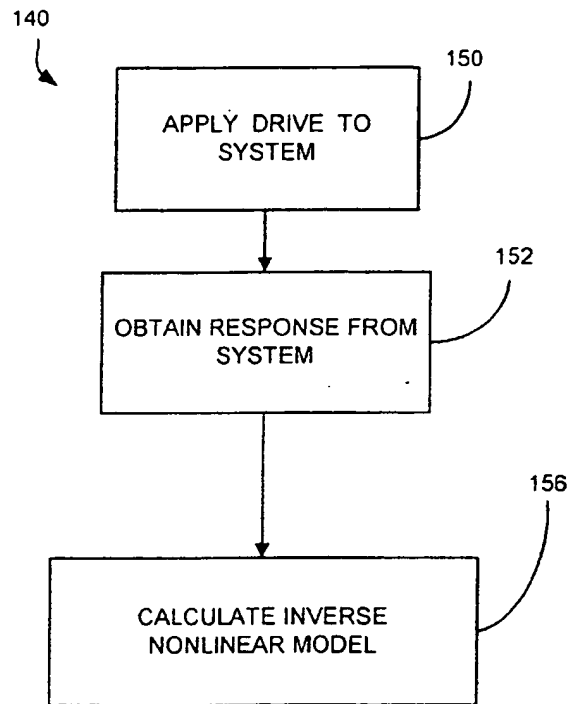 140
150
APPLY DRIVE TO
SYSTEM
152
OBTAIN RESPONSE FROM
SYSTEM
156
CALCULATE INVERSE
NONLINEAR MODEL